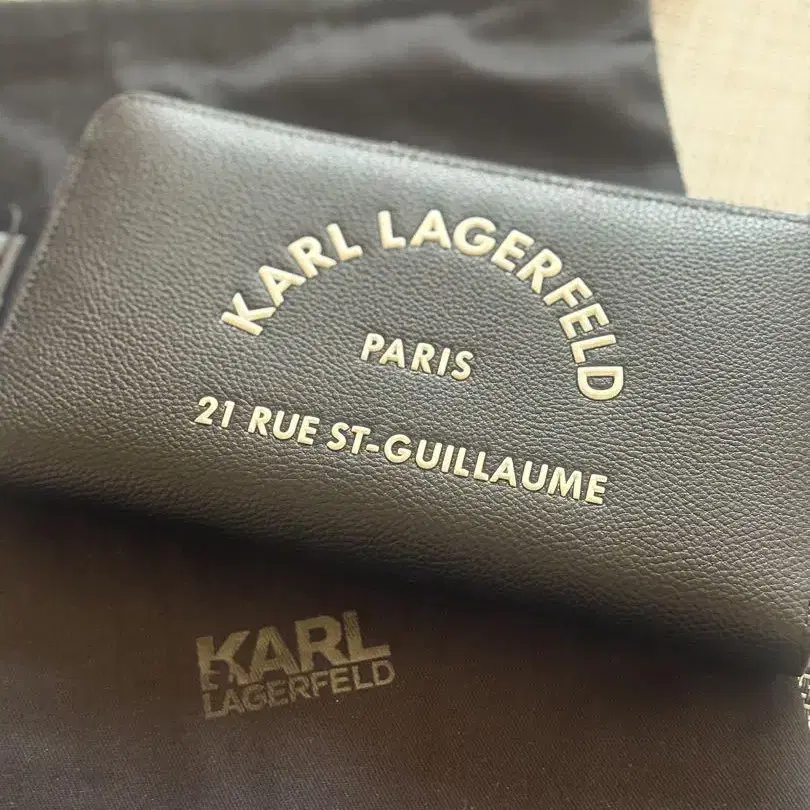 KARL LAGERFELD
PARIS
21 RUE ST-GUILLAUME
KARL
LAGERFELD